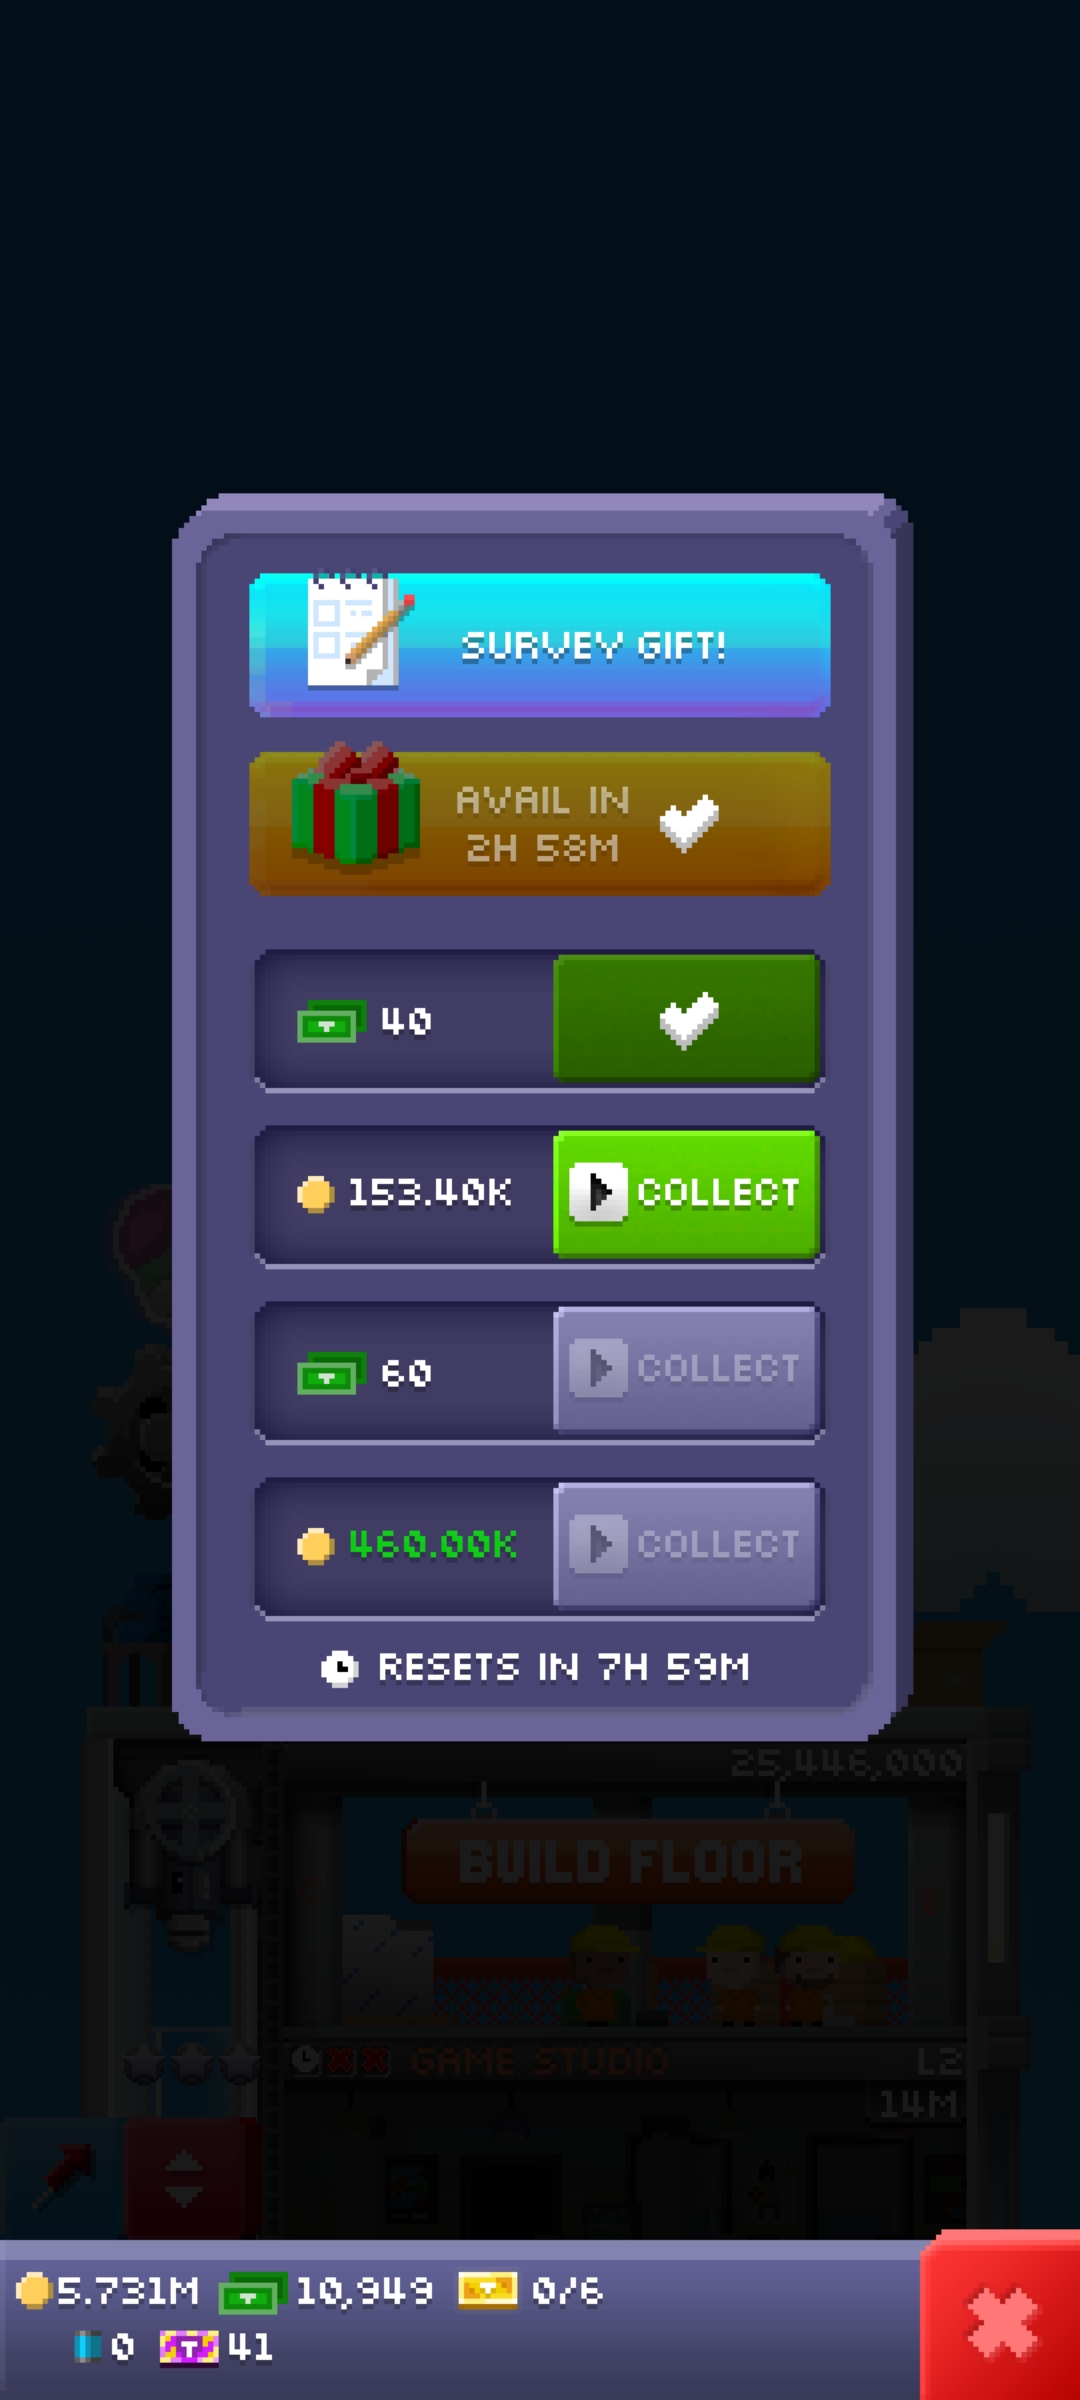 SURVEY GIFT!
AVAIL IN
2H 58M
40
153.40K
COLLECT
60
COLLECT
460.00K
COLLECT
RESETS IN 7H 59M
25,446,000
BUILD FLOOR
GAME STUDIO
L2
14M
5.731M
10,949
0/6
0
41